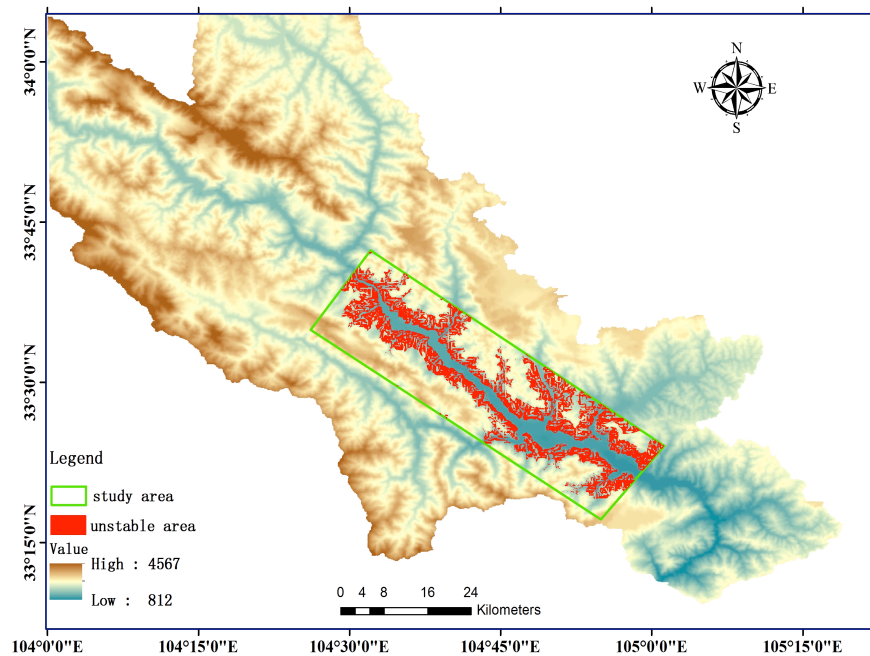 34°0'0"N
33°45'0"N
33°30'0"N
33°15'0"N
N
W E
S
Legend
study area
unstable area
Value
High : 4567
Low : 812
0 4 8 16 24
Kilometers
104°0'0"E 104°15'0"E 104°30'0"E 104°45'0"E 105°0'0"E 105°15'0"E